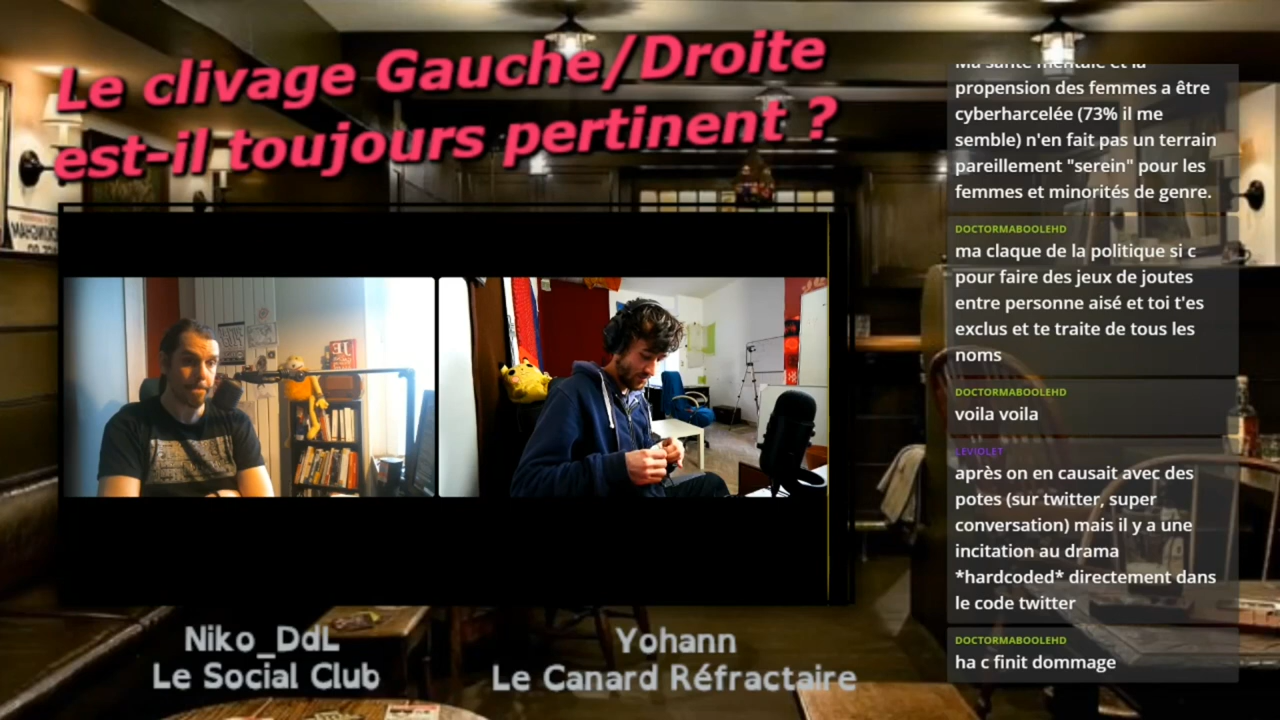 Le clivage Gauche/Droite
est-il toujours pertinent ?
Niko_DdL
Le Social Club
Yohann
Le Canard Réfractaire
Ma santé mentale et la
propension des femmes a être
cyberharcelée (73% il me
semble) n'en fait pas un terrain
pareillement "serein" pour les
femmes et minorités de genre.
DOCTORMABOOLEHD
ma claque de la politique si c
pour faire des jeux de joutes
entre personne aisé et toi t'es
exclus et te traite de tous les
noms
DOCTORMABOOLEHD
voila voila
LEVIOLET
après on en causait avec des
potes (sur twitter, super
conversation) mais il y a une
incitation au drama
*hardcoded* directement dans
le code twitter
DOCTORMABOOLEHD
ha c finit dommage